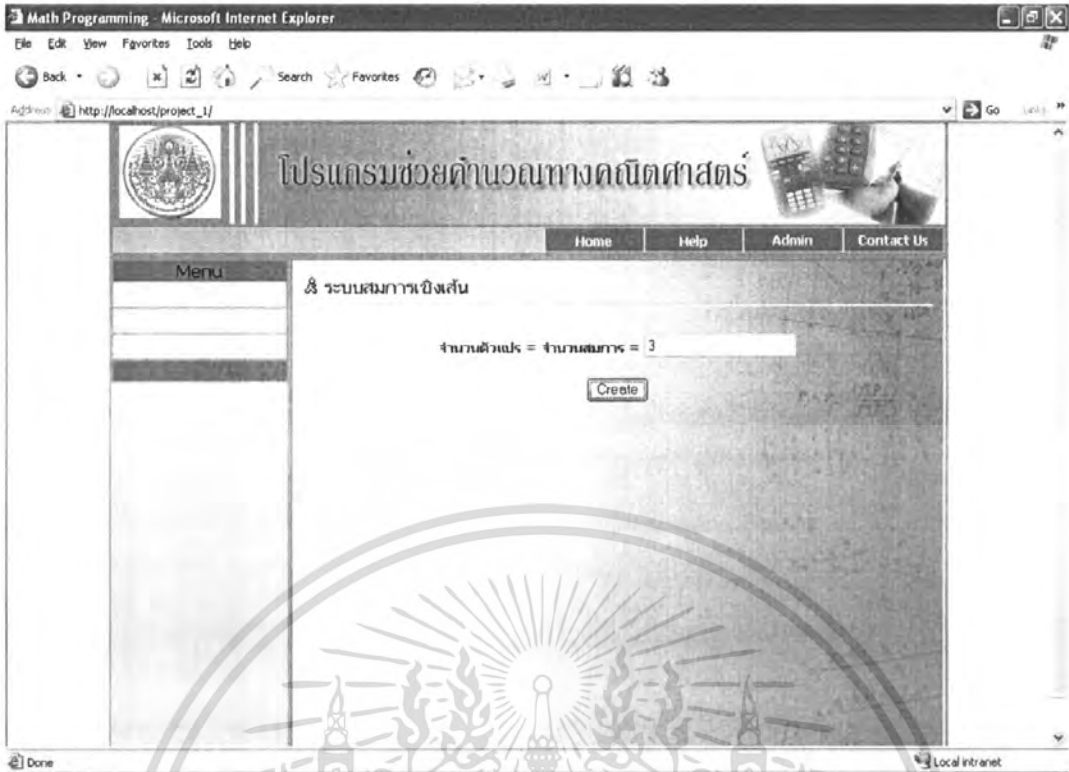 Math Programming - Microsoft Internet Explorer
File Edit View Favorites Tools Help
Back Search Favorites
Address http://localhost/project_1/ Go Links »
โปรแกรมช่วยคำนวณทางคณิตศาสตร์
Home Help Admin Contact Us
Menu
ระบบสมการเชิงเส้น
จำนวนตัวแปร = จำนวนสมการ = 3
Create
Done Local intranet